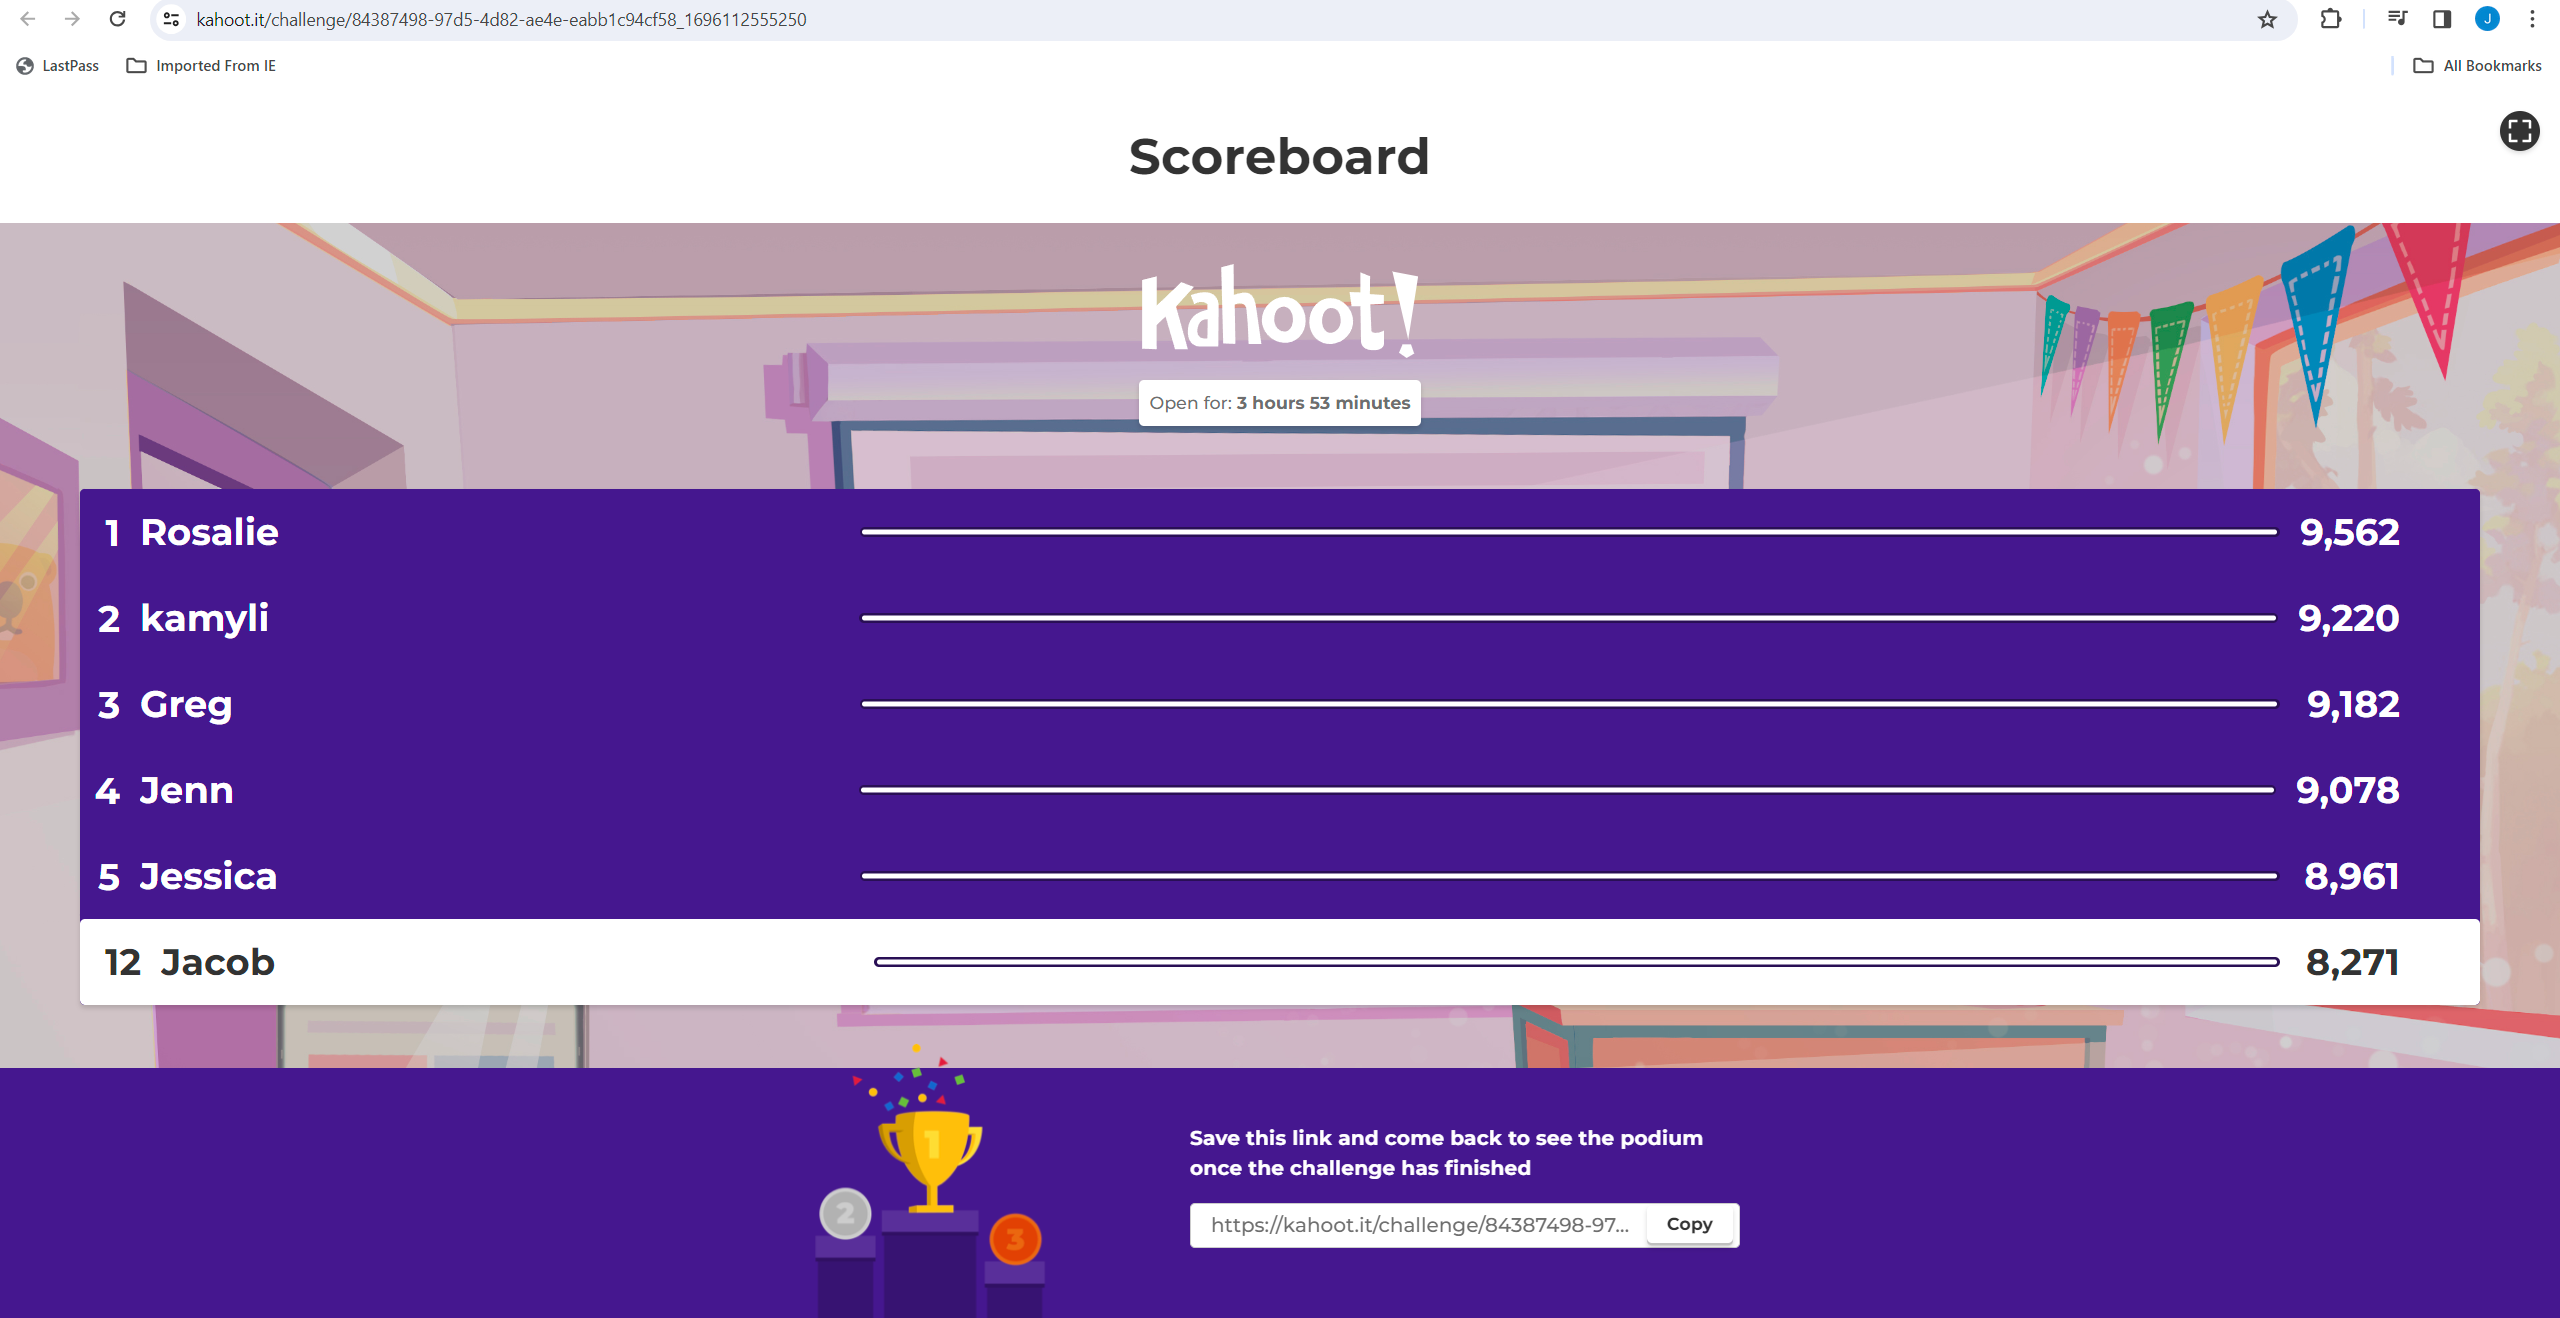 kahoot.it/challenge/84387498-97d5-4d82-ae4e-eabb1c94cf58_1696112555250
J
LastPass
Imported From IE
All Bookmarks
Scoreboard
Kahoot!
Open for: 3 hours 53 minutes
1 Rosalie 9,562
2 kamyli 9,220
3 Greg 9,182
4 Jenn 9,078
5 Jessica 8,961
12 Jacob 8,271
1
2
3
Save this link and come back to see the podium
once the challenge has finished
https://kahoot.it/challenge/84387498-97... Copy